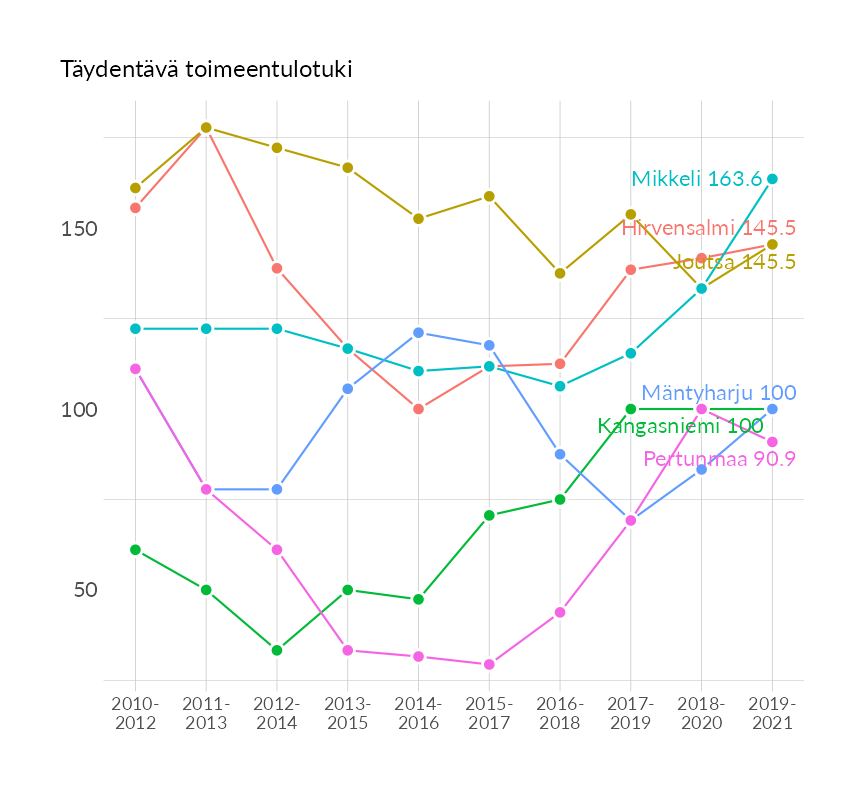 Täydentävä toimeentulotuki
Mikkeli 163.6
Hirvensalmi 145.5
150
Joutsa 145.5
Mäntyharju 100
100
Kangasniemi 100
Pertunmaa 90.9
50
2010- 2011- 2012- 2013- 2014- 2015- 2016- 2017- 2018- 2019-
2012 2013 2014 2015 2016 2017 2018 2019 2020 2021